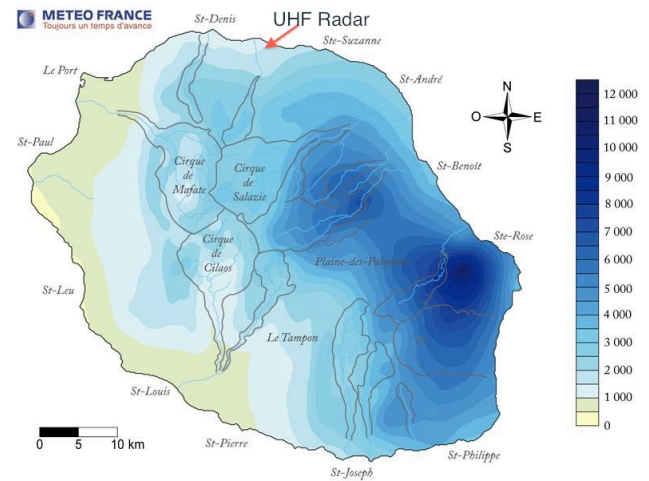 METEO FRANCE
Toujours un temps d'avance
St-Denis
UHF Radar
Ste-Suzanne
Le Port
St-André
N
O
E
S
St-Paul
Cirque
de
Mafate
Cirque
de
Salazie
St-Benoît
Cirque
de
Cilaos
Ste-Rose
Plaine-des-Palmistes
St-Leu
Le Tampon
St-Louis
St-Pierre
St-Joseph
St-Philippe
0 5 10 km
12 000
10 000
9 000
8 000
7 000
6 000
5 000
4 000
3 000
2 000
1 000
0